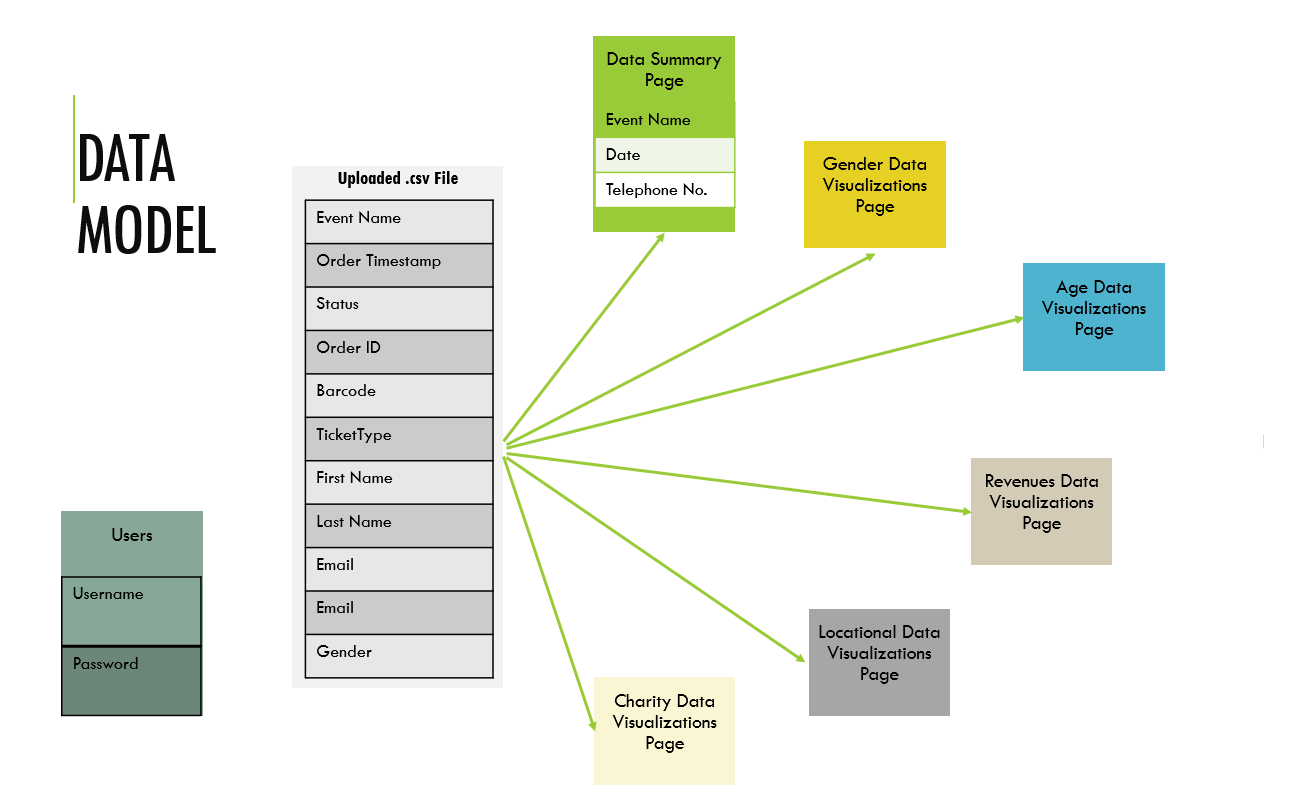 DATA
MODEL
Uploaded .csv File
Event Name
Order Timestamp
Status
Order ID
Barcode
TicketType
First Name
Last Name
Email
Email
Gender
Users
Username
Password
Data Summary
Page
Event Name
Date
Telephone No.
Gender Data
Visualizations
Page
Age Data
Visualizations
Page
Revenues Data
Visualizations
Page
Locational Data
Visualizations
Page
Charity Data
Visualizations
Page